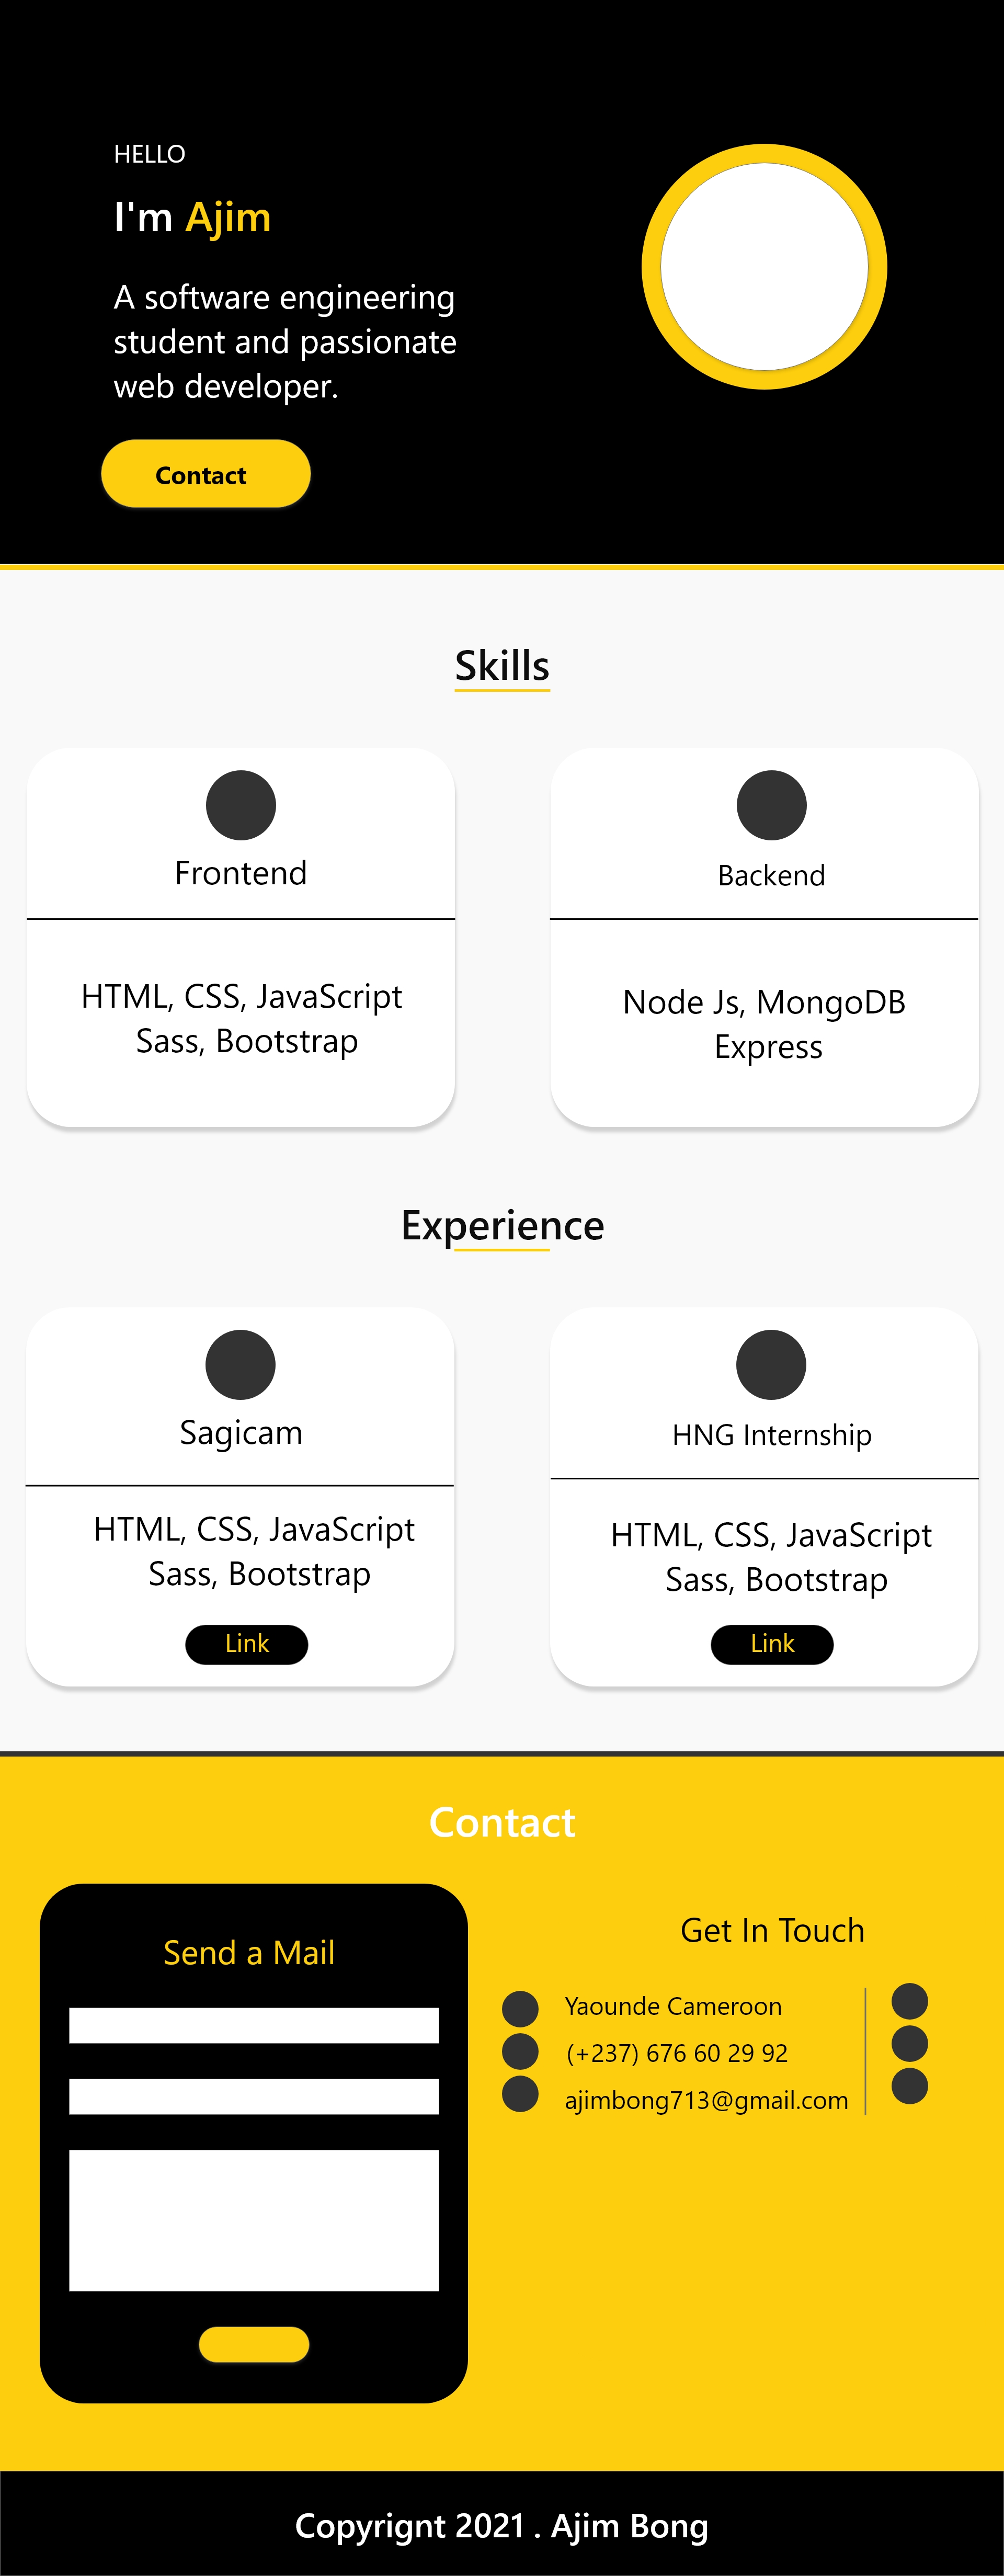 HELLO
I'm Ajim
A software engineering
student and passionate
web developer.
Contact
Skills
Frontend
HTML, CSS, JavaScript
Sass, Bootstrap
Backend
Node Js, MongoDB
Express
Experience
Sagicam
HTML, CSS, JavaScript
Sass, Bootstrap
Link
HNG Internship
HTML, CSS, JavaScript
Sass, Bootstrap
Link
Contact
Send a Mail
Get In Touch
Yaounde Cameroon
(+237) 676 60 29 92
ajimbong713@gmail.com
Copyrignt 2021 . Ajim Bong